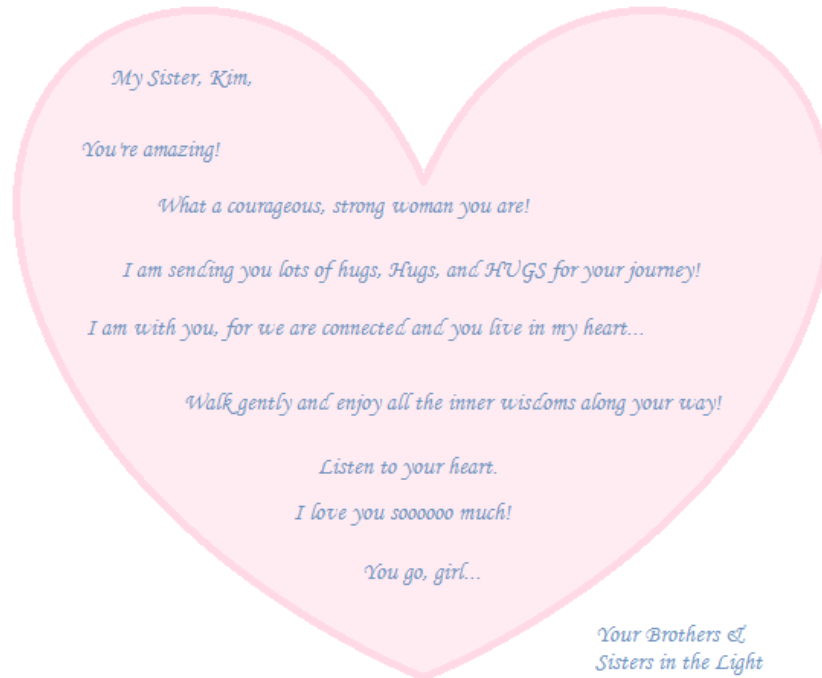 My Sister, Kim,
You're amazing!
What a courageous, strong woman you are!
I am sending you lots of hugs, Hugs, and HUGS for your journey!
I am with you, for we are connected and you live in my heart...
Walk gently and enjoy all the inner wisdoms along your way!
Listen to your heart.
I love you soooooo much!
You go, girl...
Your Brothers &
Sisters in the Light